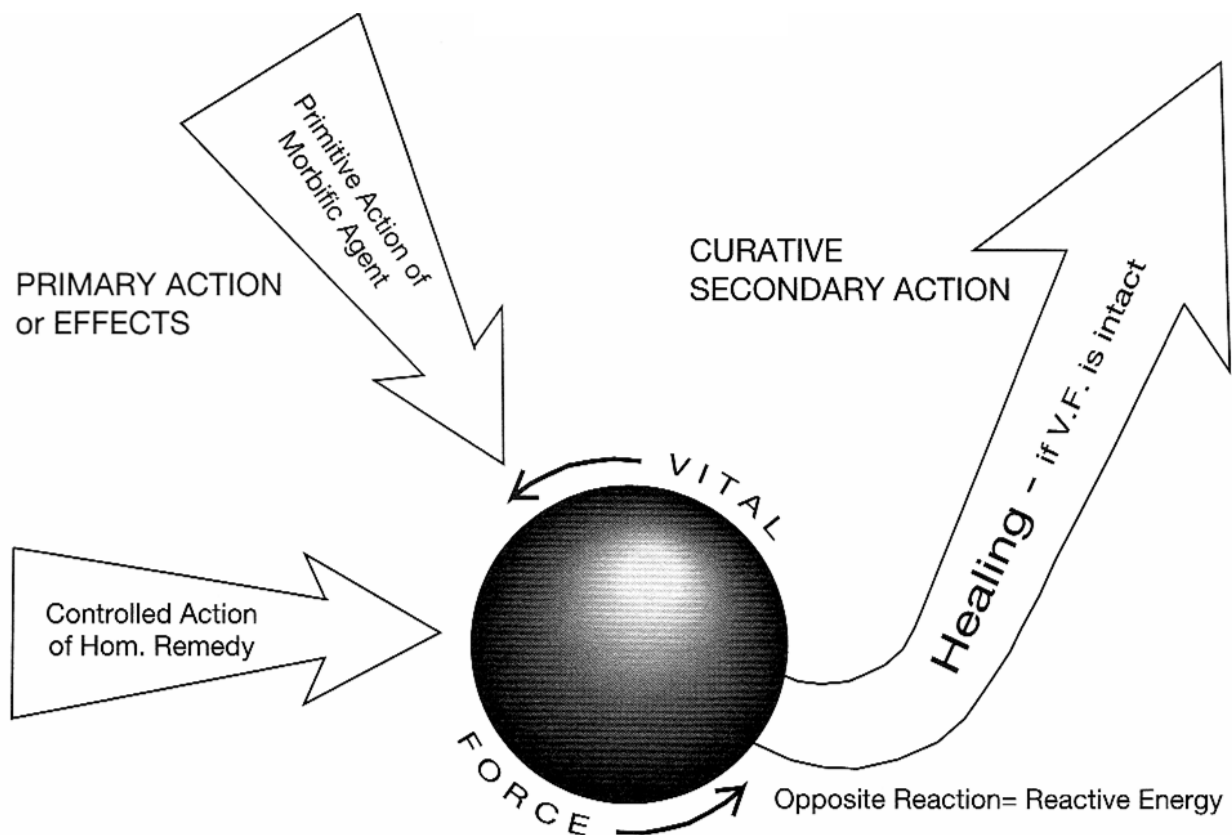 Primitive Action of
Morbific Agent
PRIMARY ACTION
or EFFECTS
CURATIVE
SECONDARY ACTION
Healing - if V.F. is intact
VITAL
Controlled Action
of Hom. Remedy
FORCE
Opposite Reaction= Reactive Energy